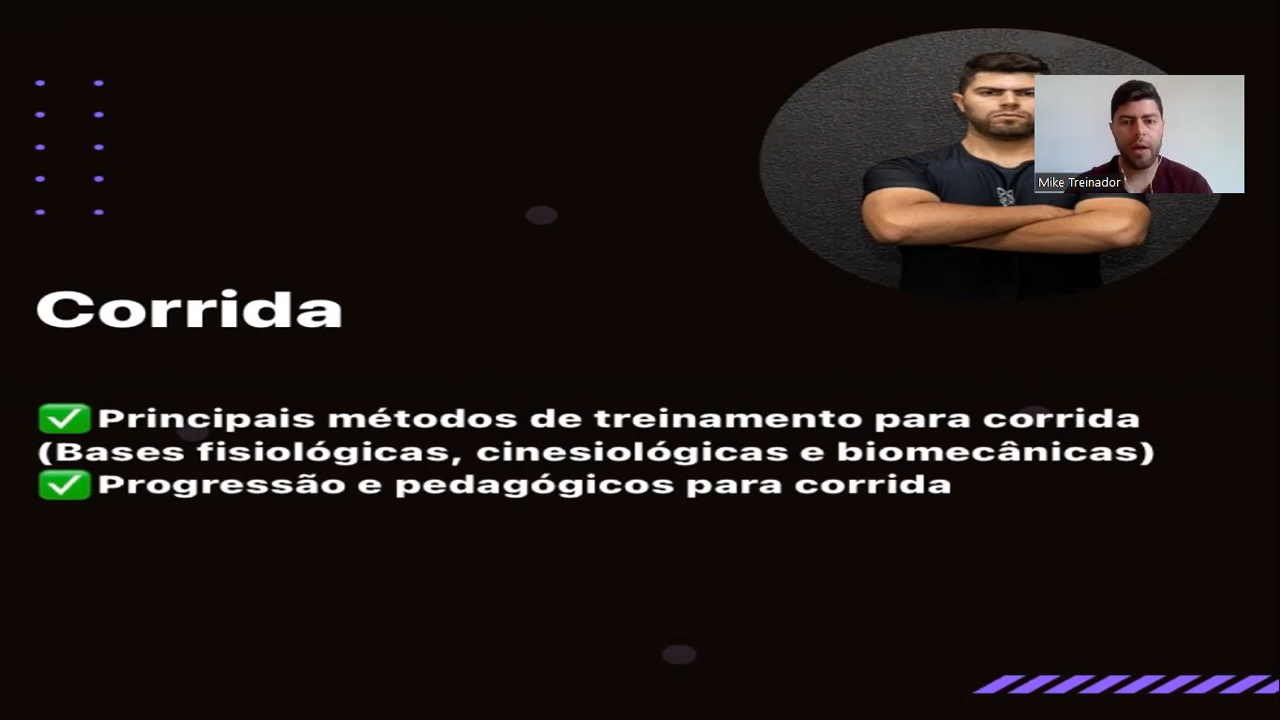 Mike Treinador
Corrida
✅ Principais métodos de treinamento para corrida
(Bases fisiológicas, cinesiológicas e biomecânicas)
✅ Progressão e pedagógicos para corrida